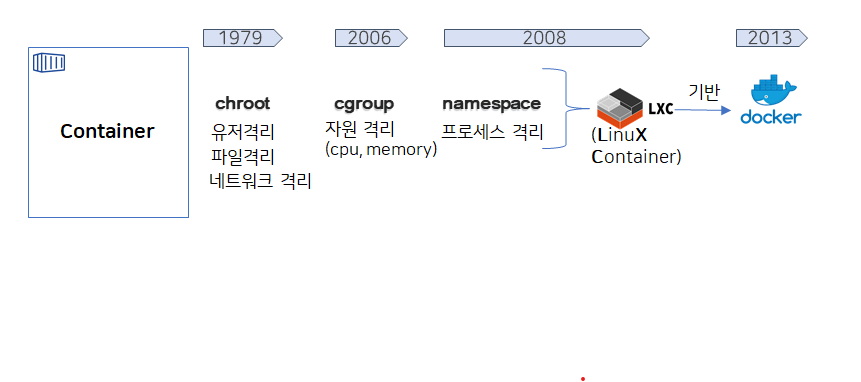 1979
2006
2008
2013
Container
chroot
유저격리
파일격리
네트워크 격리
cgroup
자원 격리
(cpu, memory)
namespace
프로세스 격리
LXC
(LinuX
Container)
기반
docker